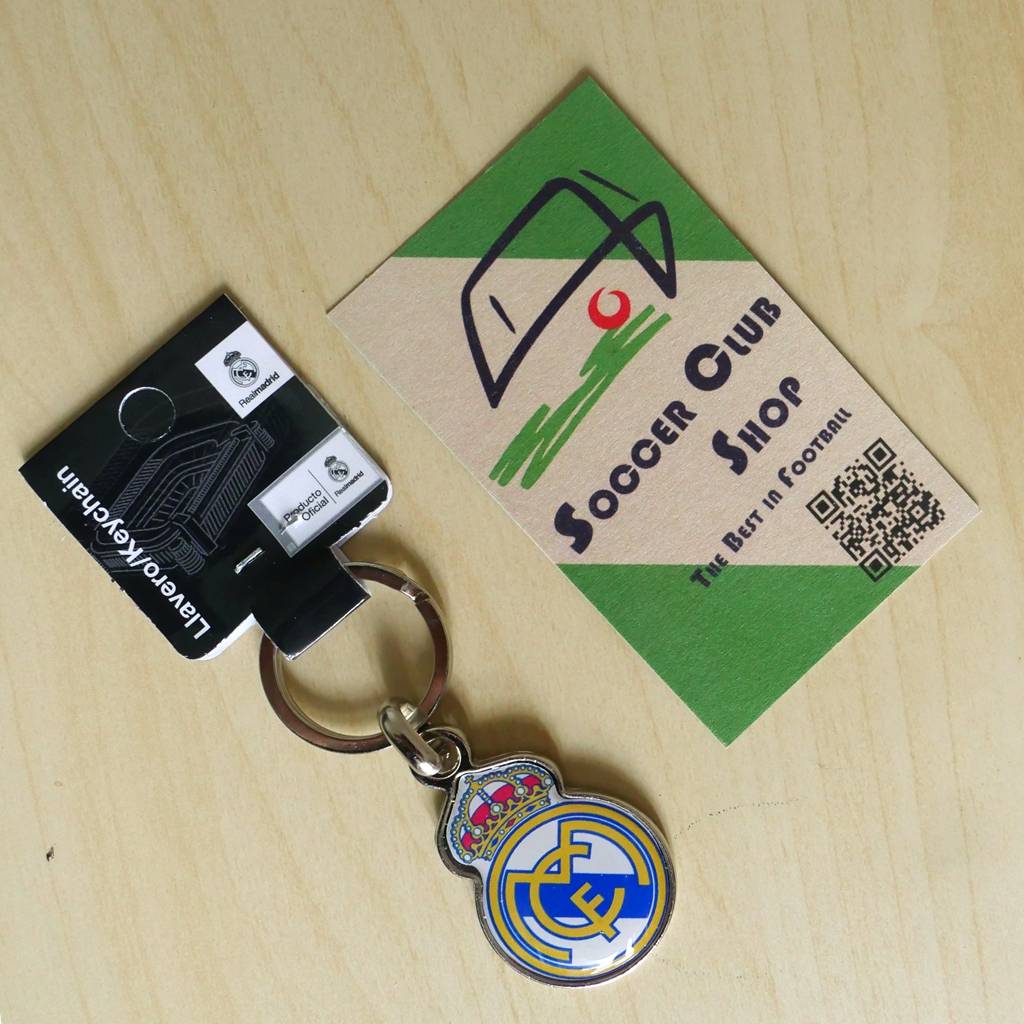 Realmadrid
Producto
Oficial
Realmadrid
Llavero/Keychain
SOCCER CLUB
SHOP
THE BEST IN FOOTBALL